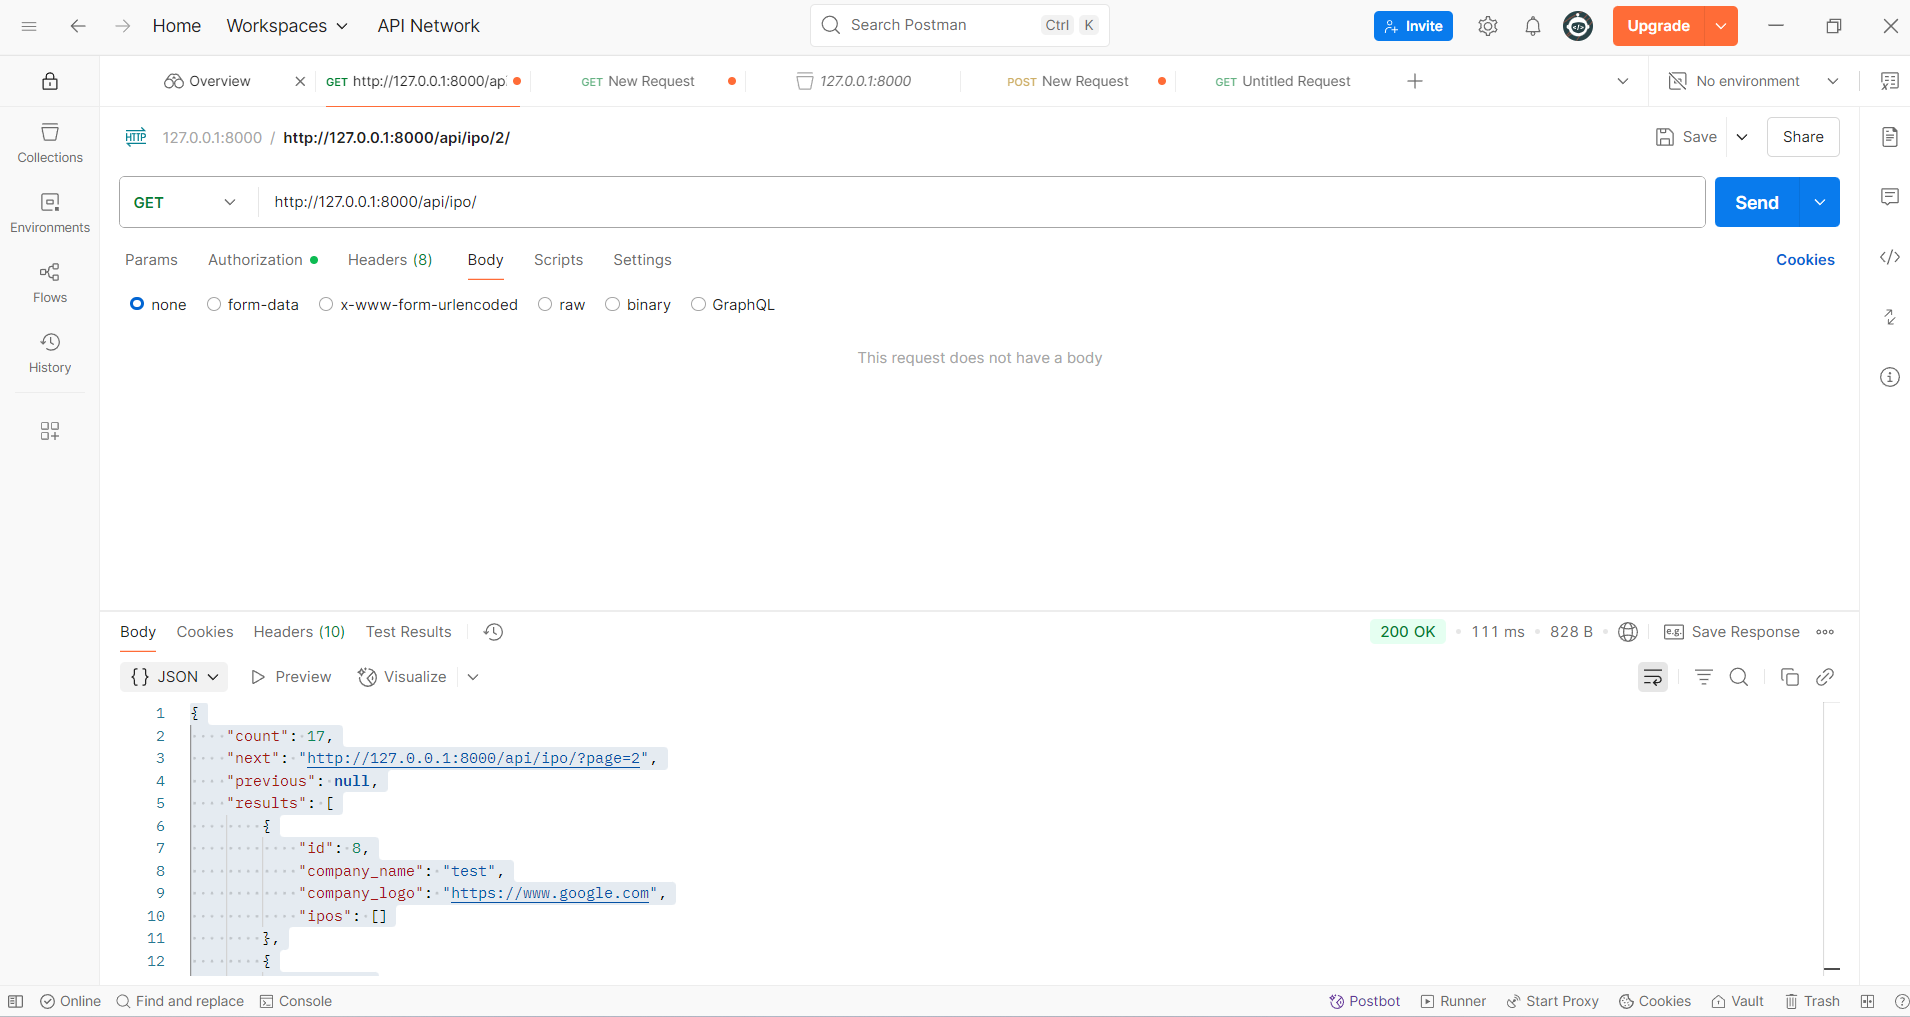 Home Workspaces API Network Search Postman Ctrl K Invite Upgrade
Overview GET http://127.0.0.1:8000/ap GET New Request 127.0.0.1:8000 POST New Request GET Untitled Request No environment
HTTP 127.0.0.1:8000 / http://127.0.0.1:8000/api/ipo/2/ Save Share
Collections
Environments
Flows
History
GET http://127.0.0.1:8000/api/ipo/ Send
Params Authorization Headers (8) Body Scripts Settings Cookies
none form-data x-www-form-urlencoded raw binary GraphQL
This request does not have a body
Body Cookies Headers (10) Test Results 200 OK 111 ms 828 B e.g. Save Response
{} JSON Preview Visualize
1 {
2 "count": 17,
3 "next": "http://127.0.0.1:8000/api/ipo/?page=2",
4 "previous": null,
5 "results": [
6 {
7 "id": 8,
8 "company_name": "test",
9 "company_logo": "https://www.google.com",
10 "ipos": []
11 },
12 {
Online Find and replace Console Postbot Runner Start Proxy Cookies Vault Trash